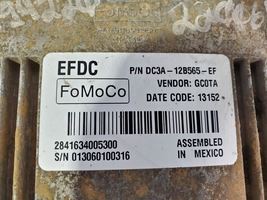 EFDC
P/N DC3A-12B565-EF
VENDOR: GC0TA
FoMoCo
DATE CODE: 13152
2841634005300
ASSEMBLED
S/N 013060100316
IN MEXICO